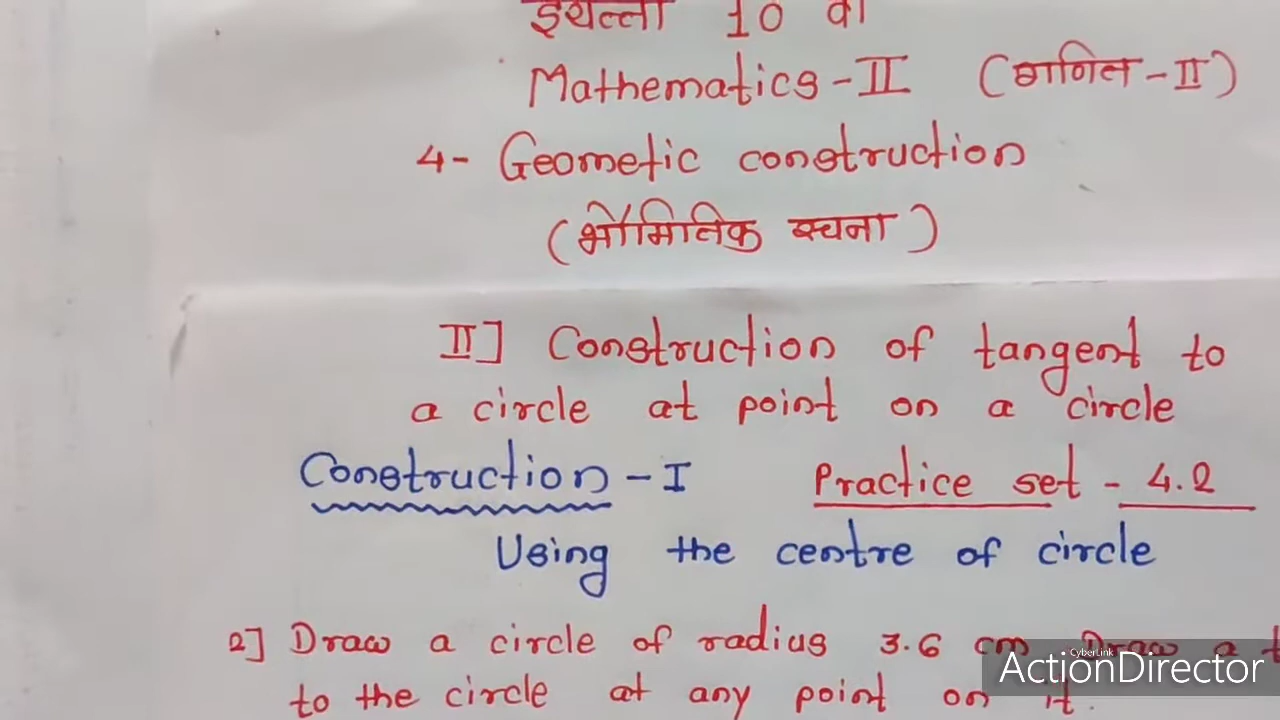 इयत्ता 10 वी
Mathematics-II (गणित-II)
4- Geometic construction
(भौमितिक रचना)
II] Construction of tangent to
a circle at point on a circle
Construction-I Practice set - 4.2
Using the centre of circle
2] Draw a circle of radius 3.6 cm Draw a t
to the circle at any point on it.
CyberLink
ActionDirector